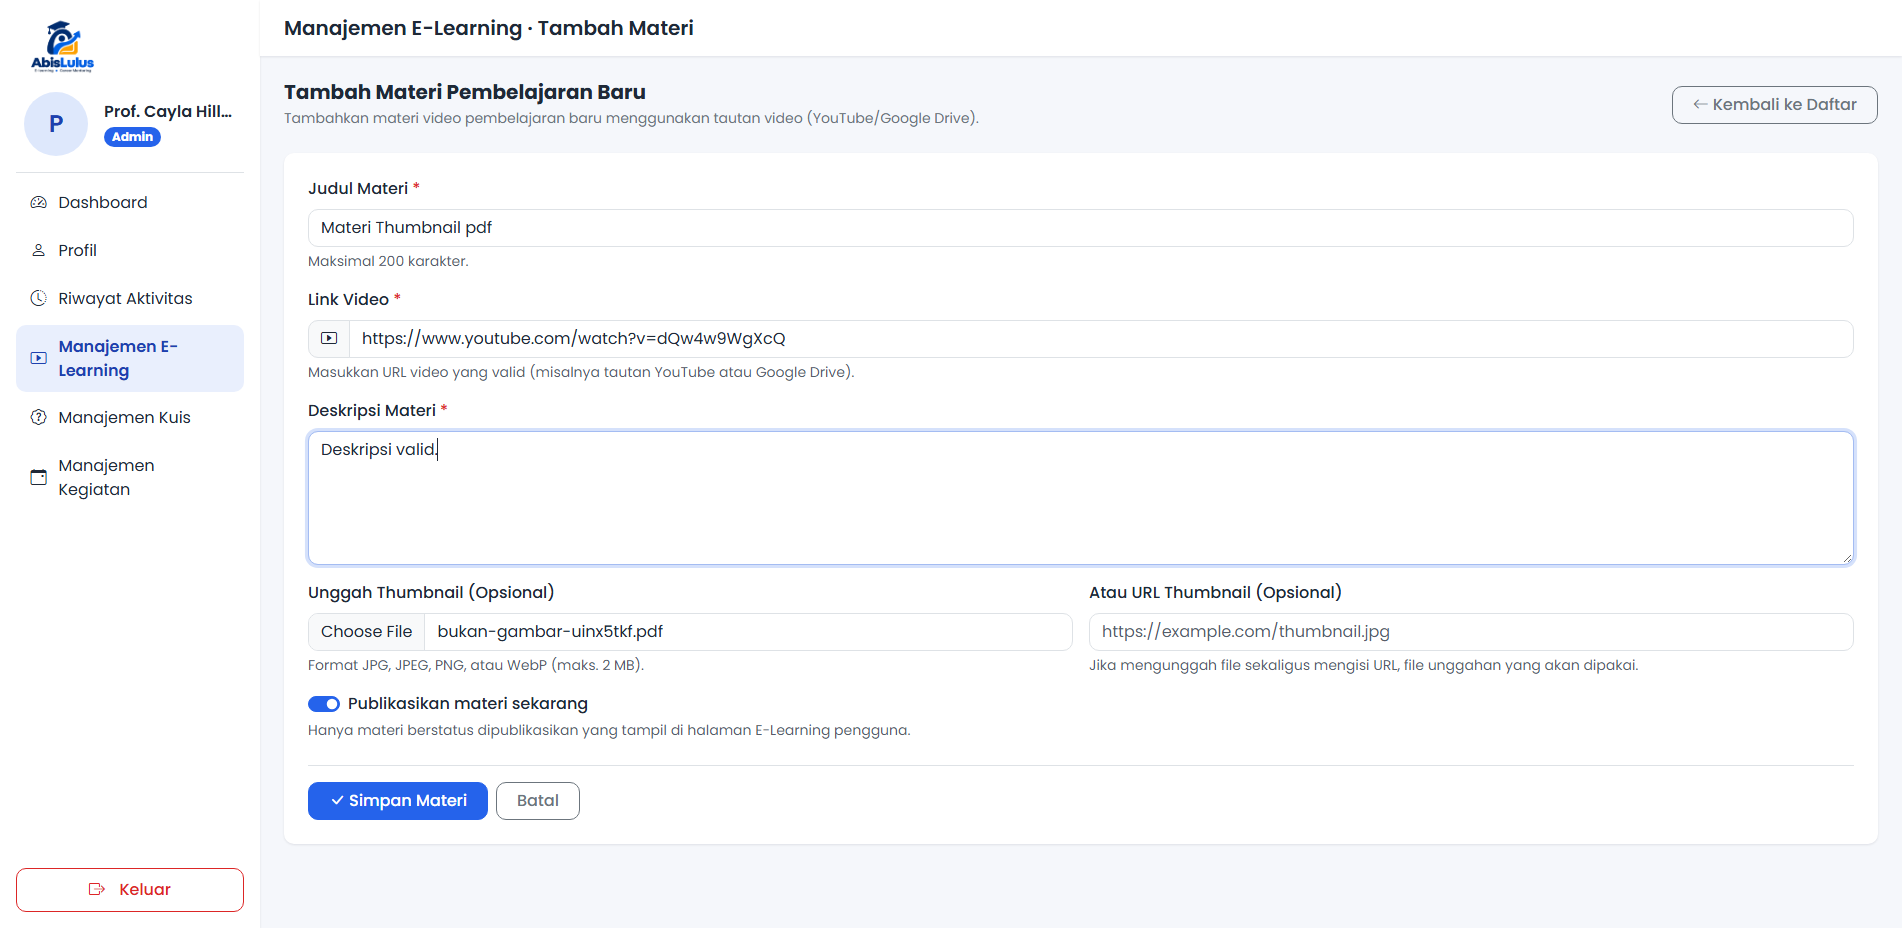 AbisLulus
P
Prof. Cayla Hill...
Admin
Dashboard
Profil
Riwayat Aktivitas
Manajemen E-
Learning
Manajemen Kuis
Manajemen
Kegiatan
Keluar
Manajemen E-Learning · Tambah Materi
Tambah Materi Pembelajaran Baru
Tambahkan materi video pembelajaran baru menggunakan tautan video (YouTube/Google Drive).
← Kembali ke Daftar
Judul Materi *
Materi Thumbnail pdf
Maksimal 200 karakter.
Link Video *
https://www.youtube.com/watch?v=dQw4w9WgXcQ
Masukkan URL video yang valid (misalnya tautan YouTube atau Google Drive).
Deskripsi Materi *
Deskripsi valid.
Unggah Thumbnail (Opsional)
Choose File bukan-gambar-uinx5tkf.pdf
Format JPG, JPEG, PNG, atau WebP (maks. 2 MB).
Atau URL Thumbnail (Opsional)
https://example.com/thumbnail.jpg
Jika mengunggah file sekaligus mengisi URL, file unggahan yang akan dipakai.
Publikasikan materi sekarang
Hanya materi berstatus dipublikasikan yang tampil di halaman E-Learning pengguna.
Simpan Materi
Batal